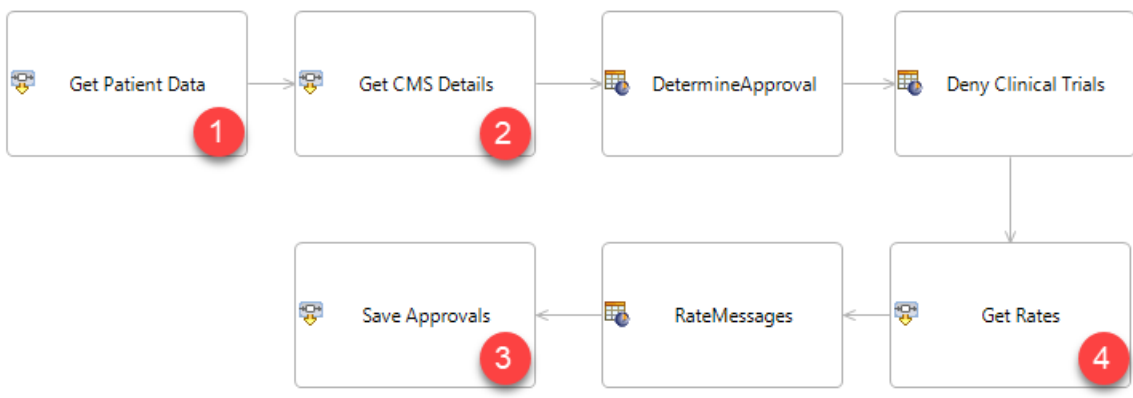 Get Patient Data
1
Get CMS Details
2
DetermineApproval
Deny Clinical Trials
Save Approvals
3
RateMessages
Get Rates
4